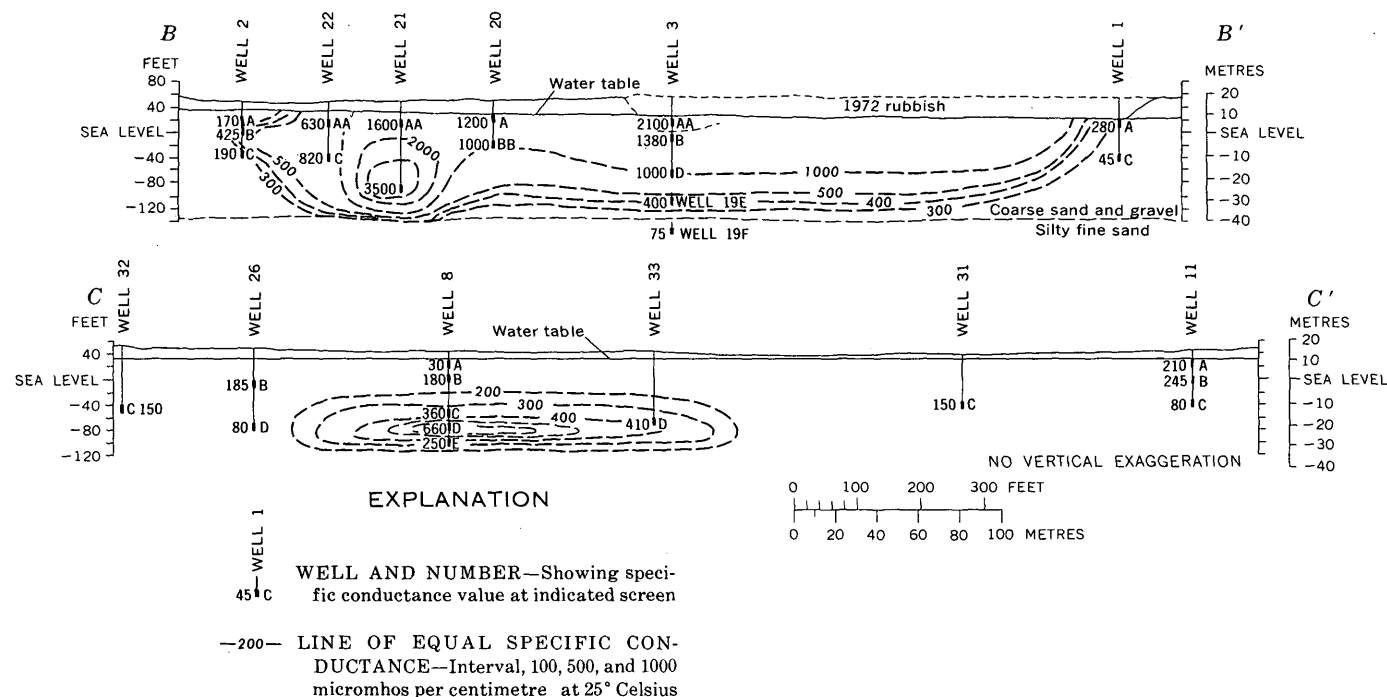 B
B'
FEET
METRES
WELL 2
WELL 22
WELL 21
WELL 20
WELL 3
WELL 1
80
40
SEA LEVEL
-40
-80
-120
20
10
SEA LEVEL
-10
-20
-30
-40
Water table
1972 rubbish
170 A
425 B
190 C
630 AA
820 C
1600 AA
3500
1200 A
1000 BB
2100 AA
1380 B
1000 D
400 WELL 19E
75 WELL 19F
280 A
45 C
500
300
2000
1000
1000
500
400
300
Coarse sand and gravel
Silty fine sand
C
C'
FEET
METRES
WELL 32
WELL 26
WELL 8
WELL 33
WELL 31
WELL 11
40
SEA LEVEL
-40
-80
-120
20
10
SEA LEVEL
-10
-20
-30
-40
Water table
C 150
185 B
80 D
30 A
180 B
360 C
660 D
250 E
410 D
150 C
210 A
245 B
80 C
200
300
400
NO VERTICAL EXAGGERATION
0 100 200 300 FEET
0 20 40 60 80 100 METRES
EXPLANATION
WELL 1
45 C
WELL AND NUMBER—Showing speci-
fic conductance value at indicated screen
—200— LINE OF EQUAL SPECIFIC CON-
DUCTANCE—Interval, 100, 500, and 1000
micromhos per centimetre at 25° Celsius